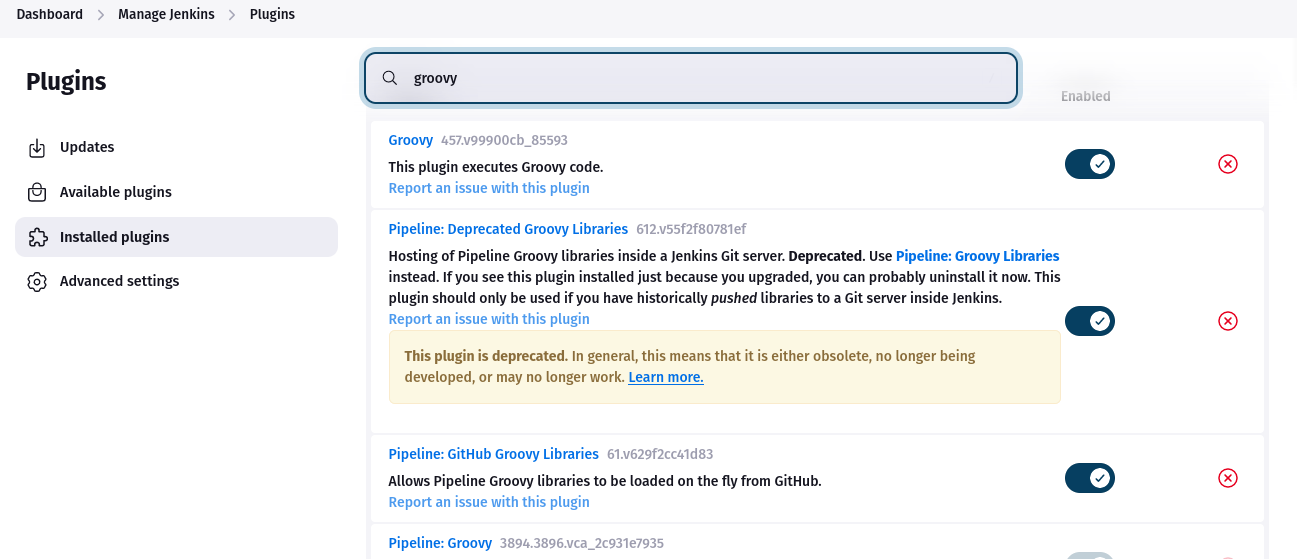 Dashboard > Manage Jenkins > Plugins
Plugins
Updates
Available plugins
Installed plugins
Advanced settings
groovy
Enabled
Groovy 457.v99900cb_85593
This plugin executes Groovy code.
Report an issue with this plugin
Pipeline: Deprecated Groovy Libraries 612.v55f2f80781ef
Hosting of Pipeline Groovy libraries inside a Jenkins Git server. Deprecated. Use Pipeline: Groovy Libraries
instead. If you see this plugin installed just because you upgraded, you can probably uninstall it now. This
plugin should only be used if you have historically pushed libraries to a Git server inside Jenkins.
Report an issue with this plugin
This plugin is deprecated. In general, this means that it is either obsolete, no longer being
developed, or may no longer work. Learn more.
Pipeline: GitHub Groovy Libraries 61.v629f2cc41d83
Allows Pipeline Groovy libraries to be loaded on the fly from GitHub.
Report an issue with this plugin
Pipeline: Groovy 3894.3896.vca_2c931e7935